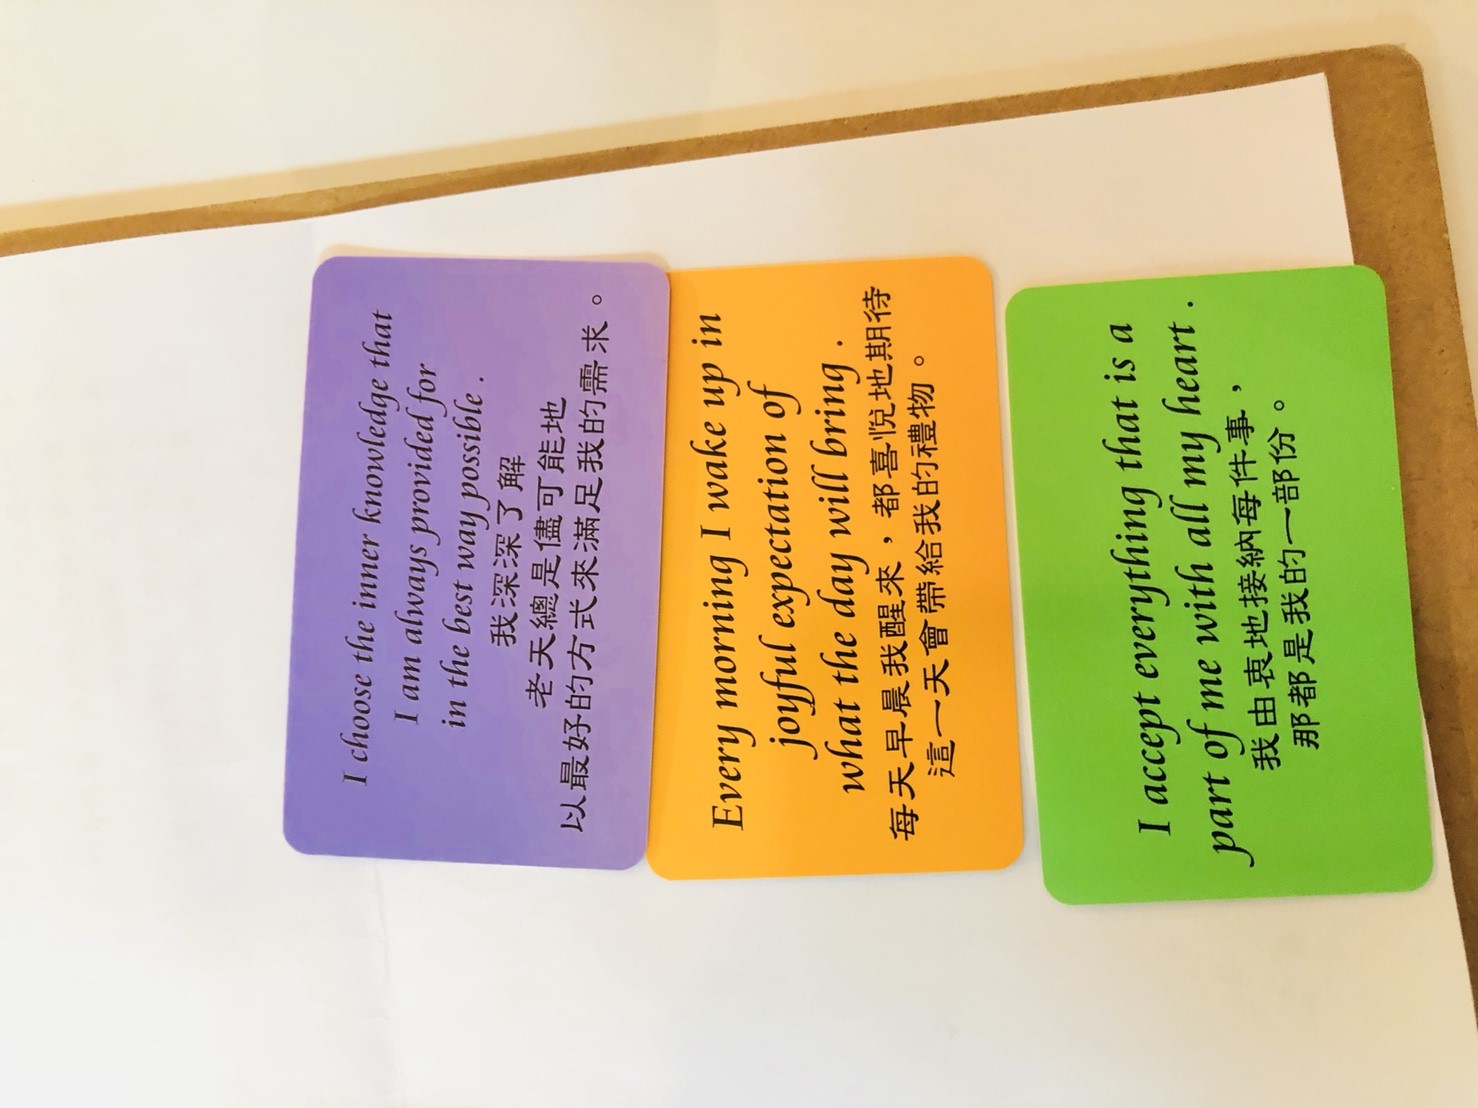 I choose the inner knowledge that
I am always provided for
in the best way possible.
我深深了解
老天總是儘可能地
以最好的方式來滿足我的需求。
Every morning I wake up in
joyful expectation of
what the day will bring.
每天早晨我醒來，都喜悅地期待
這一天會帶給我的禮物。
I accept everything that is a
part of me with all my heart.
我由衷地接納每件事，
那都是我的一部份。